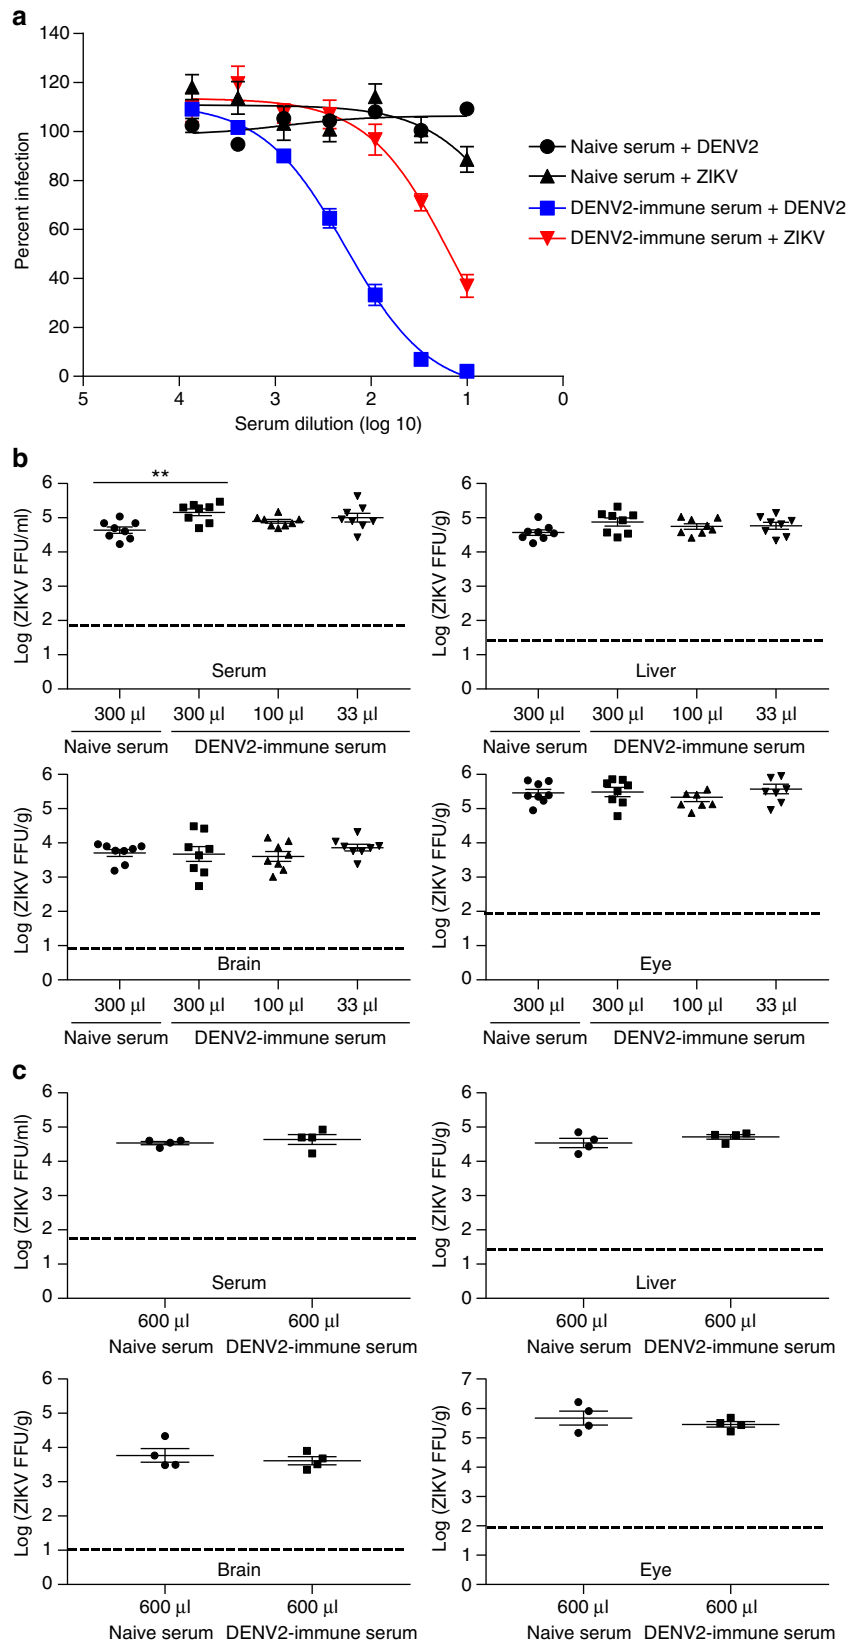 a
140
120
100
80
60
40
20
0
Percent infection
5 4 3 2 1 0
Serum dilution (log 10)
Naive serum + DENV2
Naive serum + ZIKV
DENV2-immune serum + DENV2
DENV2-immune serum + ZIKV
b
Log (ZIKV FFU/ml)
6
5
4
3
2
1
0
**
Serum
300 µl 300 µl 100 µl 33 µl
Naive serum DENV2-immune serum
Log (ZIKV FFU/g)
6
5
4
3
2
1
0
Liver
300 µl 300 µl 100 µl 33 µl
Naive serum DENV2-immune serum
Log (ZIKV FFU/g)
6
5
4
3
2
1
0
Brain
300 µl 300 µl 100 µl 33 µl
Naive serum DENV2-immune serum
Log (ZIKV FFU/g)
6
5
4
3
2
1
0
Eye
300 µl 300 µl 100 µl 33 µl
Naive serum DENV2-immune serum
c
Log (ZIKV FFU/ml)
6
5
4
3
2
1
0
Serum
600 µl 600 µl
Naive serum DENV2-immune serum
Log (ZIKV FFU/g)
6
5
4
3
2
1
0
Liver
600 µl 600 µl
Naive serum DENV2-immune serum
Log (ZIKV FFU/g)
6
5
4
3
2
1
0
Brain
600 µl 600 µl
Naive serum DENV2-immune serum
Log (ZIKV FFU/g)
7
6
5
4
3
2
1
0
Eye
600 µl 600 µl
Naive serum DENV2-immune serum